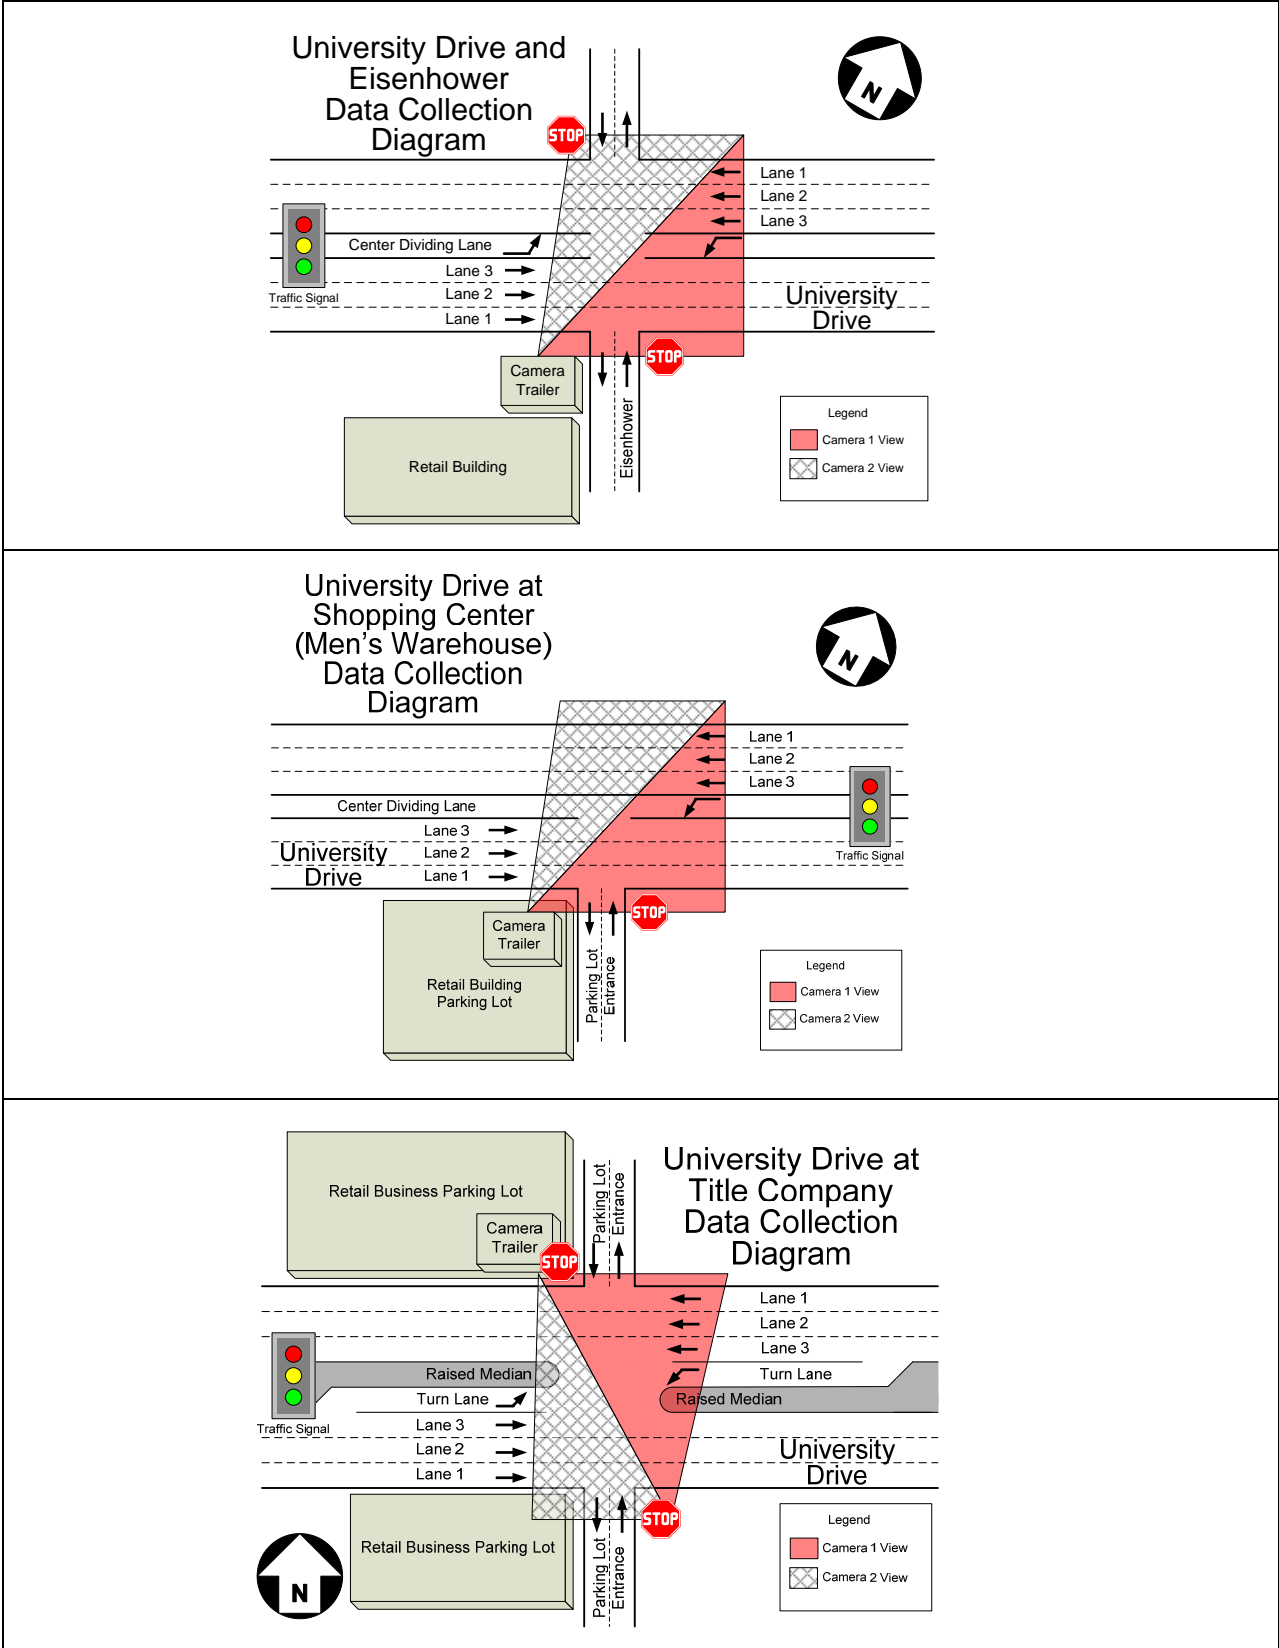 University Drive and
Eisenhower
Data Collection
Diagram
N
STOP
Lane 1
Lane 2
Lane 3
Center Dividing Lane
Lane 3
Lane 2
Lane 1
Traffic Signal
University
Drive
STOP
Camera
Trailer
Eisenhower
Retail Building
Legend
Camera 1 View
Camera 2 View
University Drive at
Shopping Center
(Men's Warehouse)
Data Collection
Diagram
N
Lane 1
Lane 2
Lane 3
Center Dividing Lane
Lane 3
Lane 2
Lane 1
University
Drive
Traffic Signal
STOP
Camera
Trailer
Retail Building
Parking Lot
Parking Lot
Entrance
Legend
Camera 1 View
Camera 2 View
University Drive at
Title Company
Data Collection
Diagram
Retail Business Parking Lot
Camera
Trailer
STOP
Parking Lot
Entrance
Lane 1
Lane 2
Lane 3
Turn Lane
Raised Median
Raised Median
Turn Lane
Lane 3
Lane 2
Lane 1
Traffic Signal
University
Drive
STOP
Retail Business Parking Lot
Parking Lot
Entrance
N
Legend
Camera 1 View
Camera 2 View